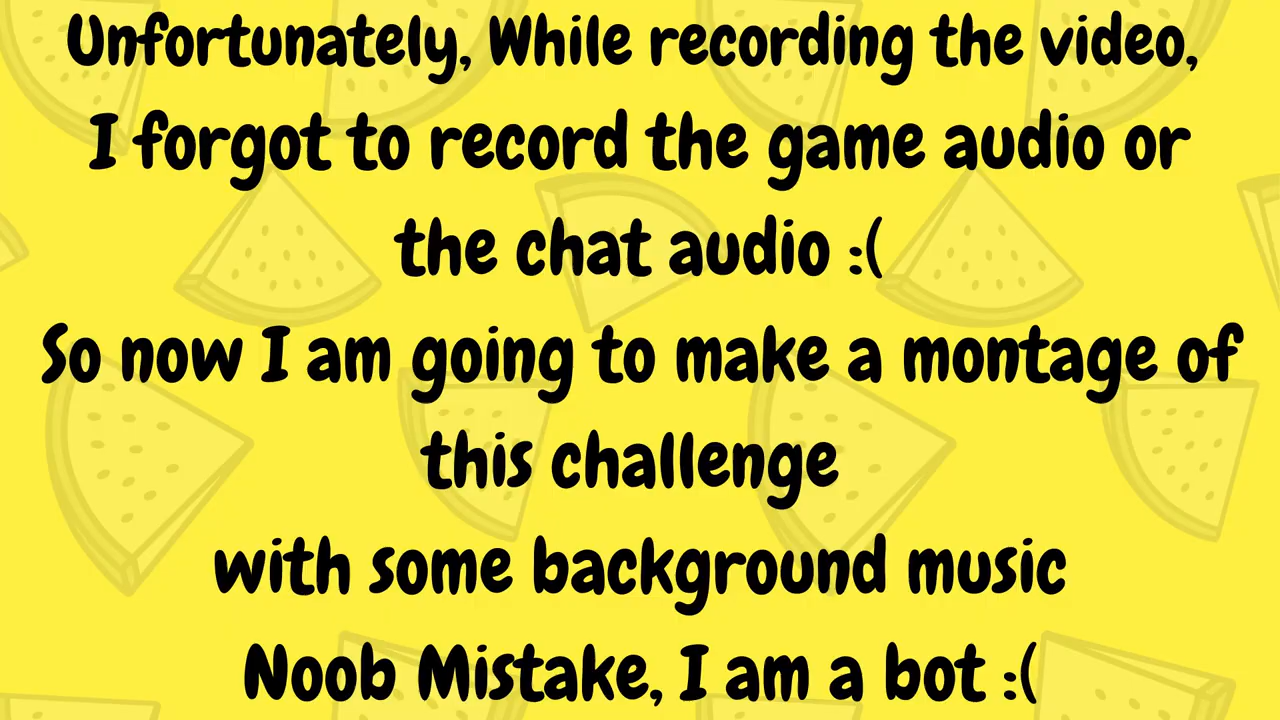 Unfortunately, While recording the video,
I forgot to record the game audio or
the chat audio :(
So now I am going to make a montage of
this challenge
with some background music
Noob Mistake, I am a bot :(